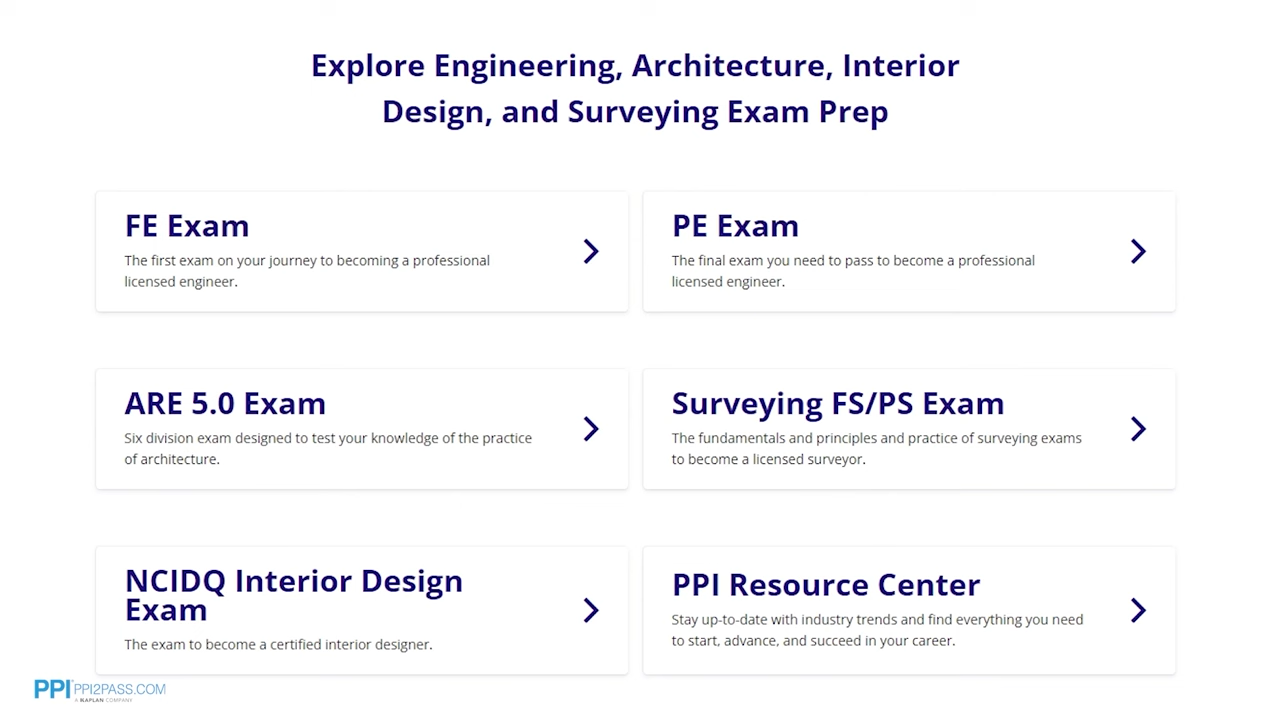 Explore Engineering, Architecture, Interior
Design, and Surveying Exam Prep
FE Exam
The first exam on your journey to becoming a professional
licensed engineer.
PE Exam
The final exam you need to pass to become a professional
licensed engineer.
ARE 5.0 Exam
Six division exam designed to test your knowledge of the practice
of architecture.
Surveying FS/PS Exam
The fundamentals and principles and practice of surveying exams
to become a licensed surveyor.
NCIDQ Interior Design
Exam
The exam to become a certified interior designer.
PPI Resource Center
Stay up-to-date with industry trends and find everything you need
to start, advance, and succeed in your career.
PPI PPI2PASS.COM
A KAPLAN COMPANY